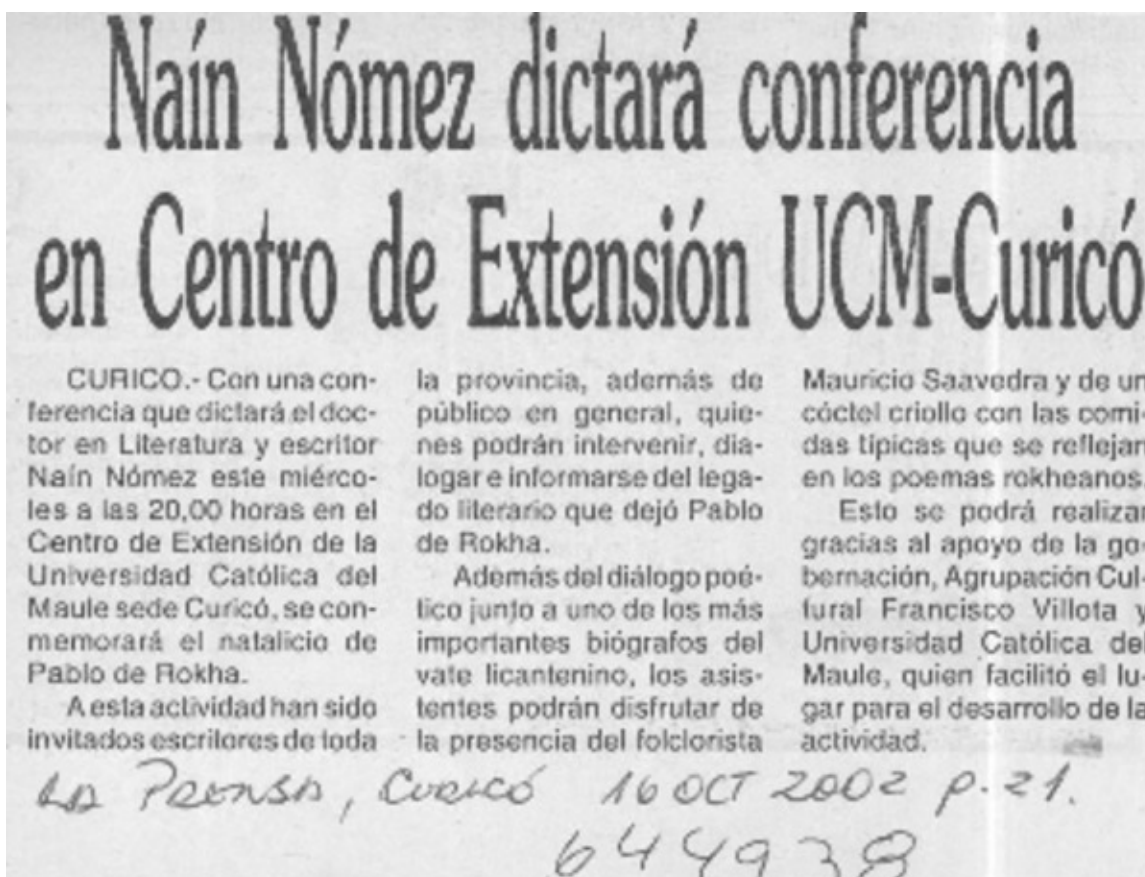 Naín Nómez dictará conferencia
en Centro de Extensión UCM-Curicó
CURICO.- Con una con-
ferencia que dictará el doc-
tor en Literatura y escritor
Naín Nómez este miérco-
les a las 20,00 horas en el
Centro de Extensión de la
Universidad Católica del
Maule sede Curicó, se con-
memorará el natalicio de
Pablo de Rokha.
A esta actividad han sido
invitados escritores de toda
la provincia, además de
público en general, quie-
nes podrán intervenir, dia-
logar e informarse del lega-
do literario que dejó Pablo
de Rokha.
Además del diálogo poé-
tico junto a uno de los más
importantes biógrafos del
vate licantenino, los asis-
tentes podrán disfrutar de
la presencia del folclorista
Mauricio Saavedra y de un
cóctel criollo con las comi-
das típicas que se reflejan
en los poemas rokheanos.
Esto se podrá realizar
gracias al apoyo de la go-
bernación, Agrupación Cul-
tural Francisco Villota y
Universidad Católica del
Maule, quien facilitó el lu-
gar para el desarrollo de la
actividad.
LA PRENSA, CURICÓ 16 OCT 2002 P. 21.
644938